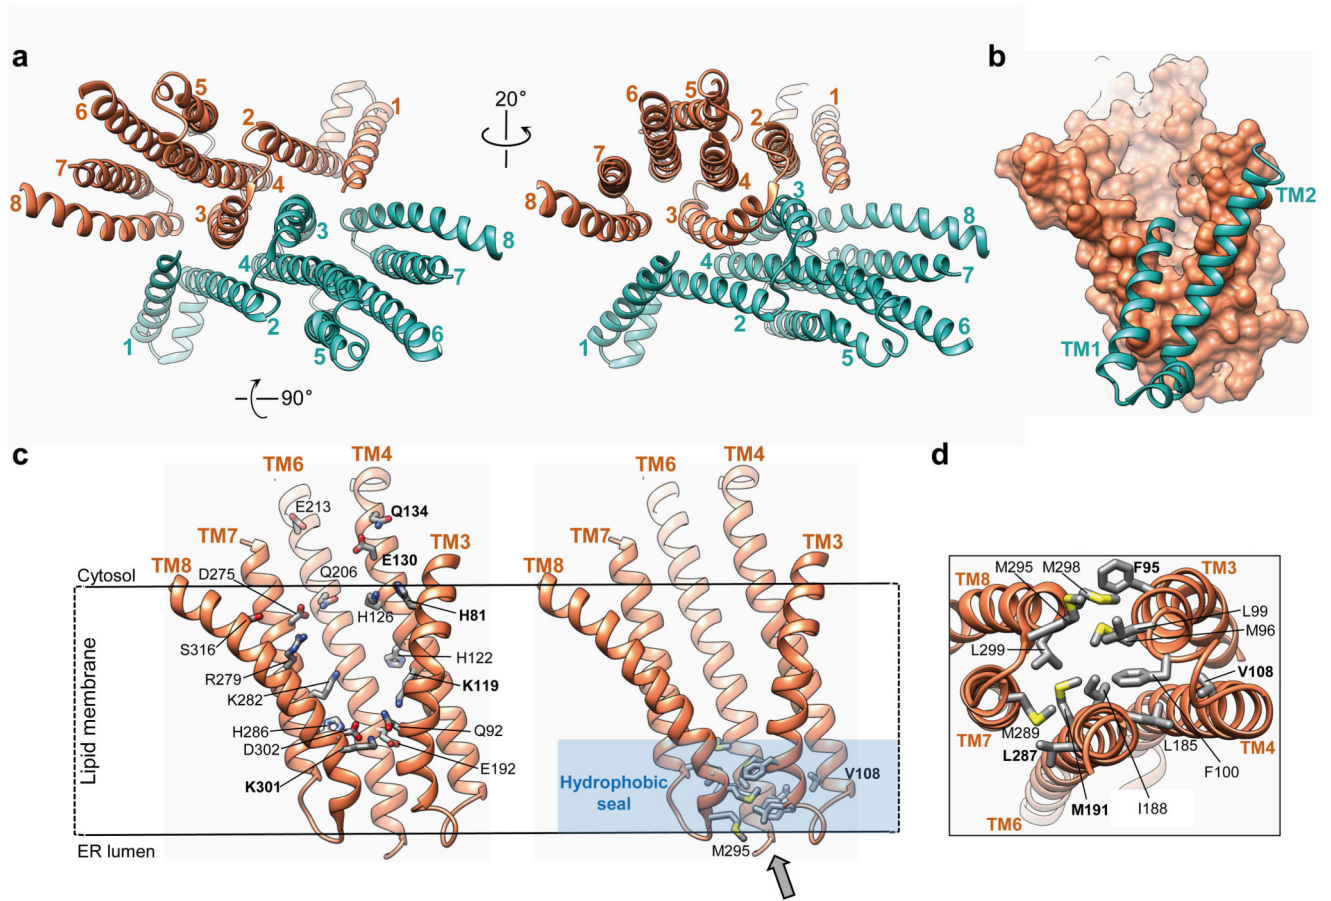 a
6
5
2
1
7
4
8
3
3
8
4
7
2
1
5
6
20°
90°
6
5
2
1
7
4
3
8
3
8
4
7
2
6
1
5
b
TM2
TM1
c
TM6
TM4
E213
Q134
TM7
E130
TM3
TM8
Cytosol
D275
Q206
H126
H81
S316
H122
R279
K119
K282
Lipid membrane
H286
Q92
D302
E192
K301
ER lumen
TM6
TM4
TM7
TM3
TM8
Hydrophobic
seal
V108
M295
d
M295
M298
F95
TM3
TM8
L99
M96
L299
V108
M289
TM7
L185
TM4
L287
F100
M191
I188
TM6